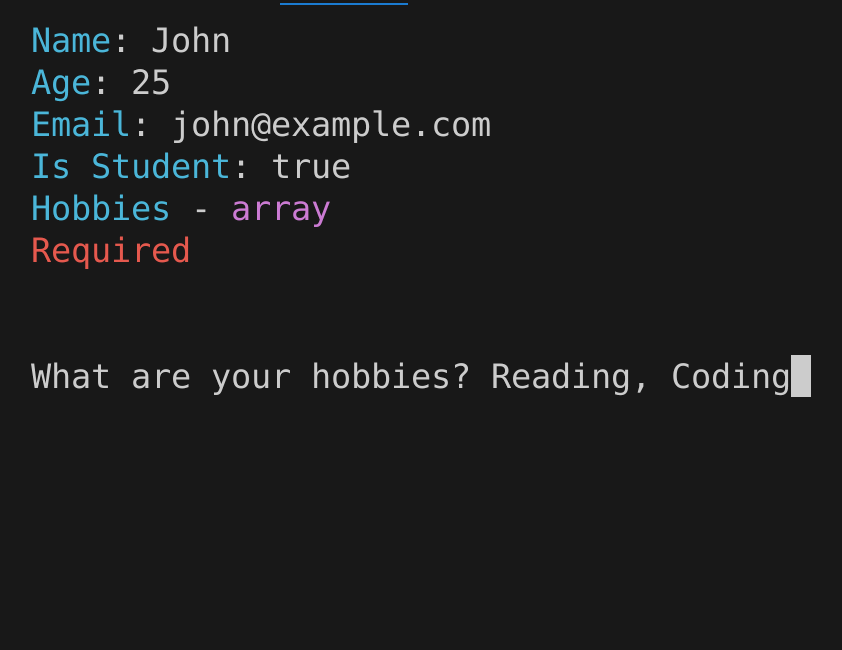 Name: John
Age: 25
Email: john@example.com
Is Student: true
Hobbies - array
Required
What are your hobbies? Reading, Coding